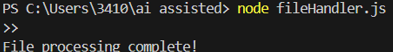 PS C:\Users\3410\ai assisted> node fileHandler.js
>>
File processing complete!